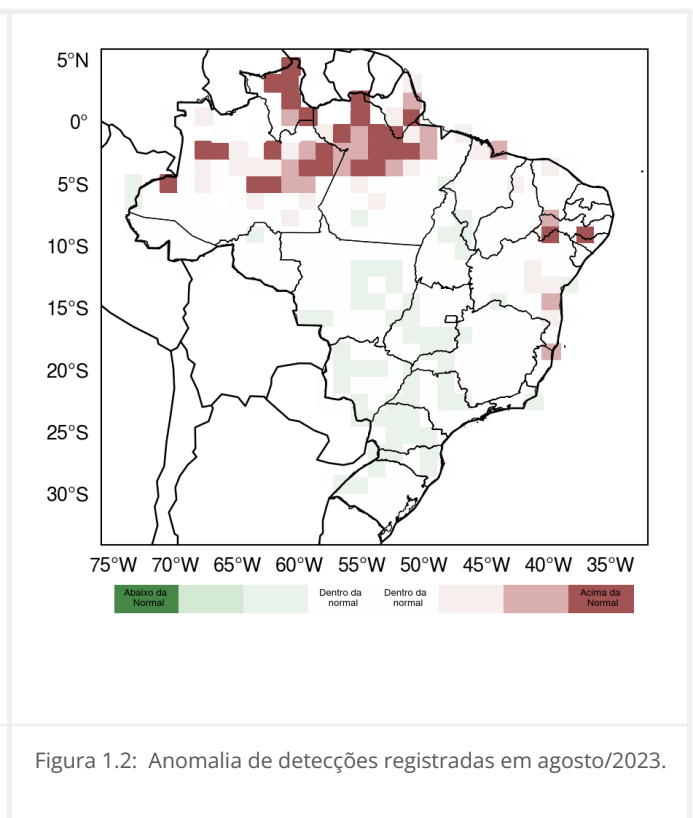 5°N
0°
5°S
10°S
15°S
20°S
25°S
30°S
75°W 70°W 65°W 60°W 55°W 50°W 45°W 40°W 35°W
Abaixo da Normal
Dentro da normal
Dentro da normal
Acima da Normal
Figura 1.2: Anomalia de detecções registradas em agosto/2023.